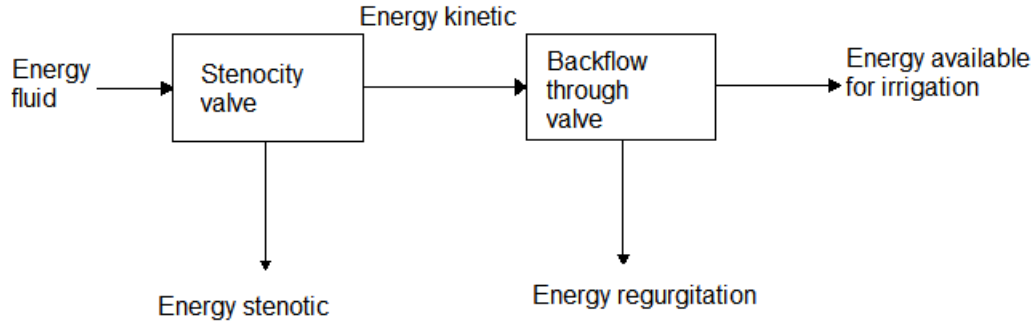 Energy kinetic
Energy
fluid
Stenocity
valve
Backflow
through
valve
Energy available
for irrigation
Energy stenotic
Energy regurgitation